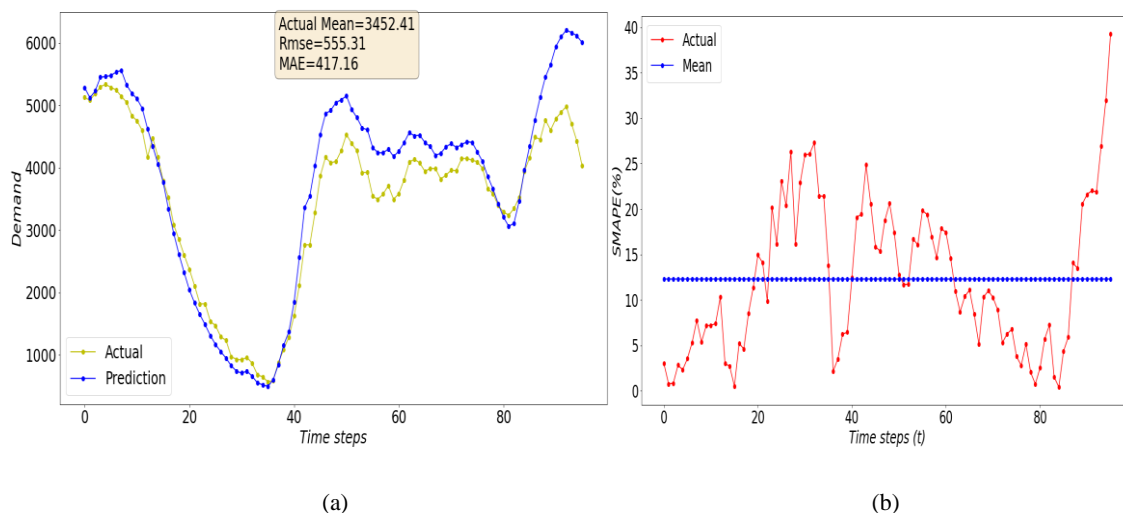 Actual Mean=3452.41
Rmse=555.31
MAE=417.16
6000
5000
4000
3000
2000
1000
Demand
Actual
Prediction
0
20
40
60
80
Time steps
(a)
40
35
30
25
20
15
10
5
0
SMAPE(%)
Actual
Mean
0
20
40
60
80
Time steps (t)
(b)